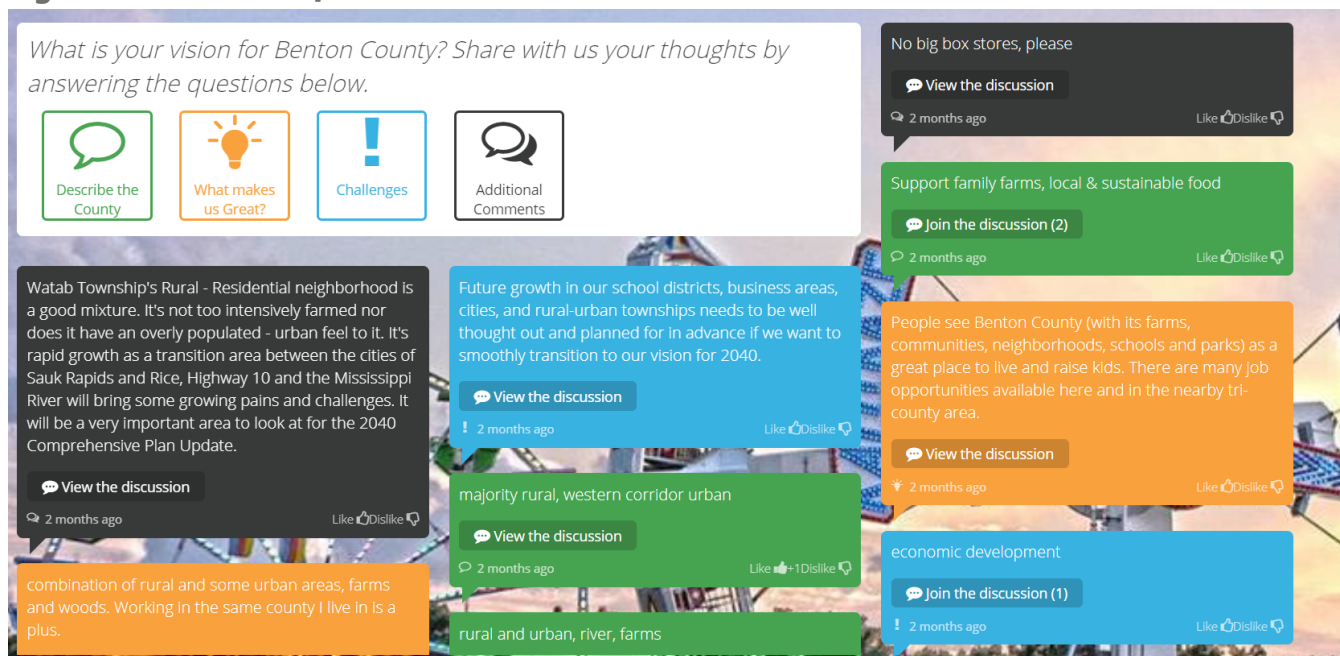 What is your vision for Benton County? Share with us your thoughts by
answering the questions below.
Describe the
County
What makes
us Great?
Challenges
Additional
Comments
Watab Township's Rural - Residential neighborhood is
a good mixture. It's not too intensively farmed nor
does it have an overly populated - urban feel to it. It's
rapid growth as a transition area between the cities of
Sauk Rapids and Rice, Highway 10 and the Mississippi
River will bring some growing pains and challenges. It
will be a very important area to look at for the 2040
Comprehensive Plan Update.
View the discussion
2 months ago Like Dislike
combination of rural and some urban areas, farms
and woods. Working in the same county I live in is a
plus.
Future growth in our school districts, business areas,
cities, and rural-urban townships needs to be well
thought out and planned for in advance if we want to
smoothly transition to our vision for 2040.
View the discussion
2 months ago Like Dislike
majority rural, western corridor urban
View the discussion
2 months ago Like +1Dislike
rural and urban, river, farms
No big box stores, please
View the discussion
2 months ago Like Dislike
Support family farms, local & sustainable food
Join the discussion (2)
2 months ago Like Dislike
People see Benton County (with its farms,
communities, neighborhoods, schools and parks) as a
great place to live and raise kids. There are many job
opportunities available here and in the nearby tri-
county area.
View the discussion
2 months ago Like Dislike
economic development
Join the discussion (1)
2 months ago Like Dislike